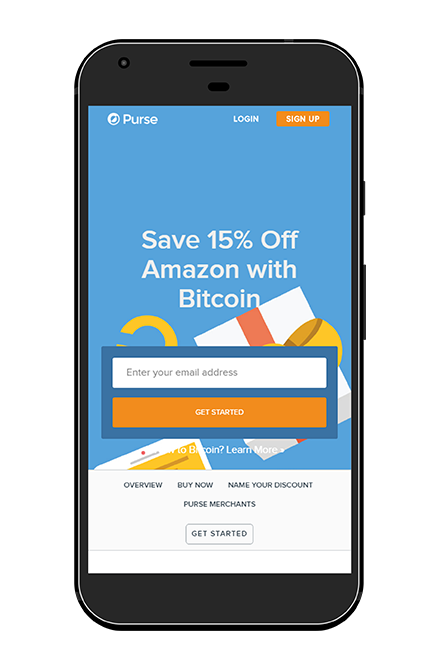 Purse
LOGIN
SIGN UP
Save 15% Off
Amazon with
Bitcoin
Enter your email address
GET STARTED
to Bitcoin? Learn More ›
OVERVIEW
BUY NOW
NAME YOUR DISCOUNT
PURSE MERCHANTS
GET STARTED